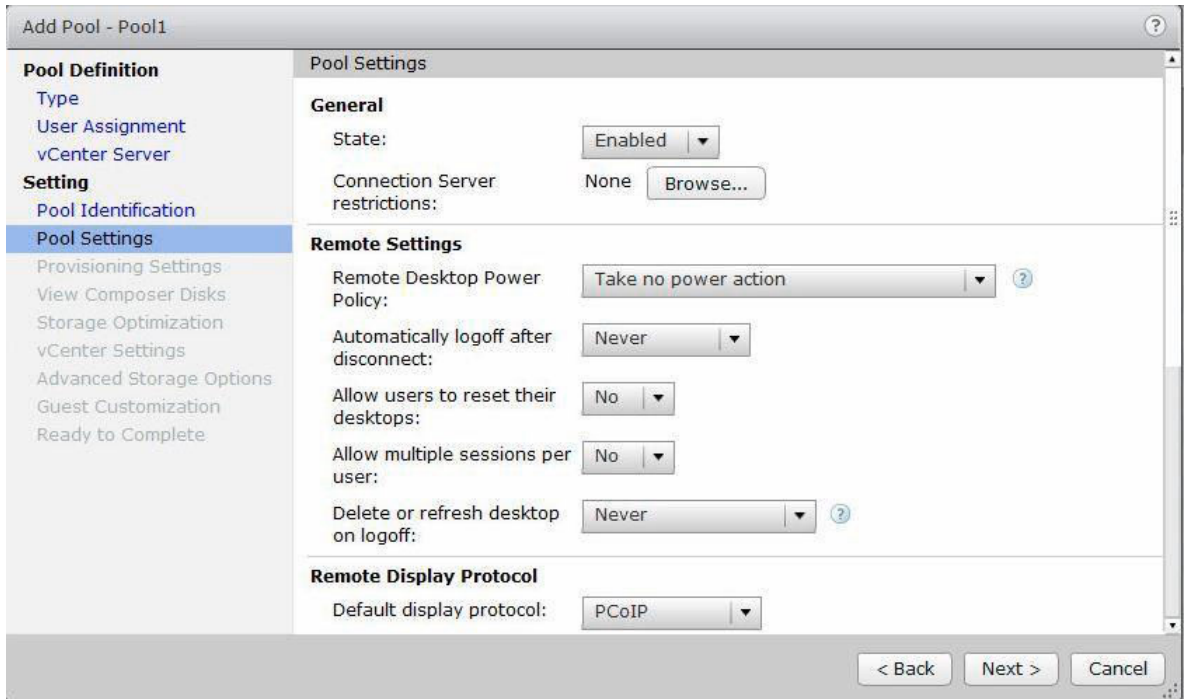 Add Pool - Pool1
?
Pool Definition
Type
User Assignment
vCenter Server
Setting
Pool Identification
Pool Settings
Provisioning Settings
View Composer Disks
Storage Optimization
vCenter Settings
Advanced Storage Options
Guest Customization
Ready to Complete
Pool Settings
General
State:
Enabled
Connection Server
restrictions:
None
Browse...
Remote Settings
Remote Desktop Power
Policy:
Take no power action
?
Automatically logoff after
disconnect:
Never
Allow users to reset their
desktops:
No
Allow multiple sessions per
user:
No
Delete or refresh desktop
on logoff:
Never
?
Remote Display Protocol
Default display protocol:
PCoIP
< Back
Next >
Cancel